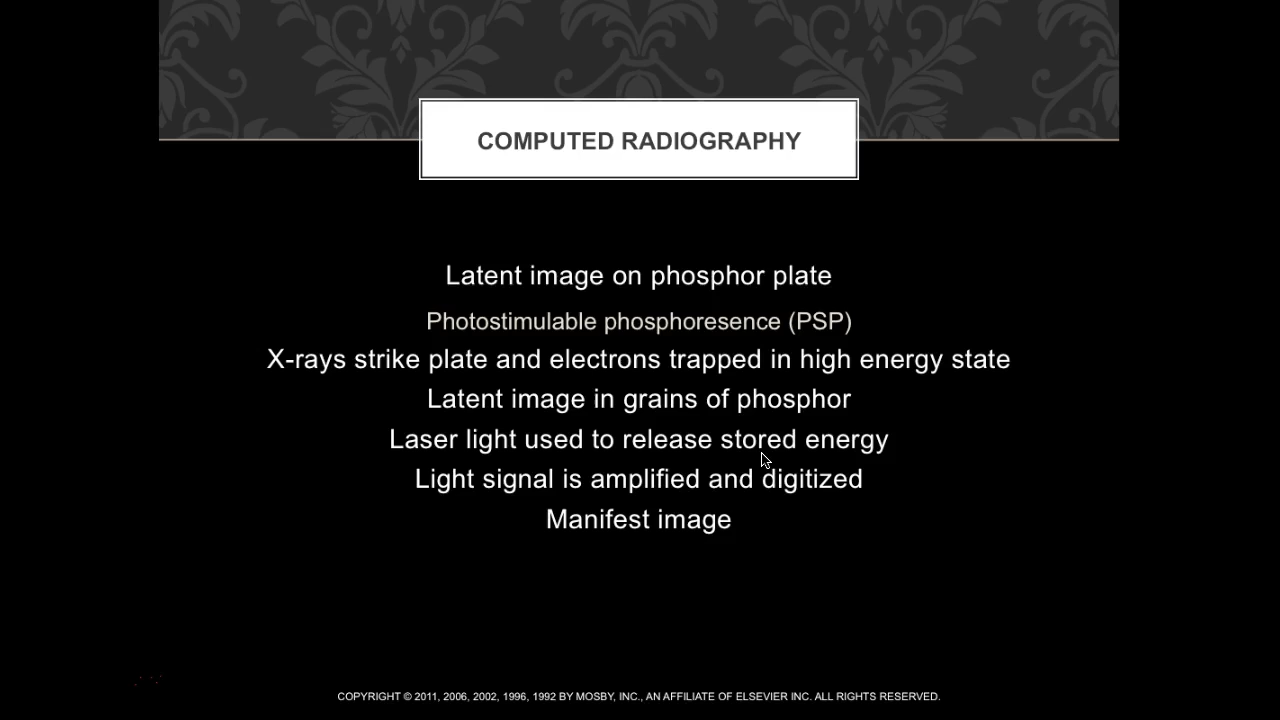 COMPUTED RADIOGRAPHY
Latent image on phosphor plate
Photostimulable phosphoresence (PSP)
X-rays strike plate and electrons trapped in high energy state
Latent image in grains of phosphor
Laser light used to release stored energy
Light signal is amplified and digitized
Manifest image
COPYRIGHT © 2011, 2006, 2002, 1996, 1992 BY MOSBY, INC., AN AFFILIATE OF ELSEVIER INC. ALL RIGHTS RESERVED.